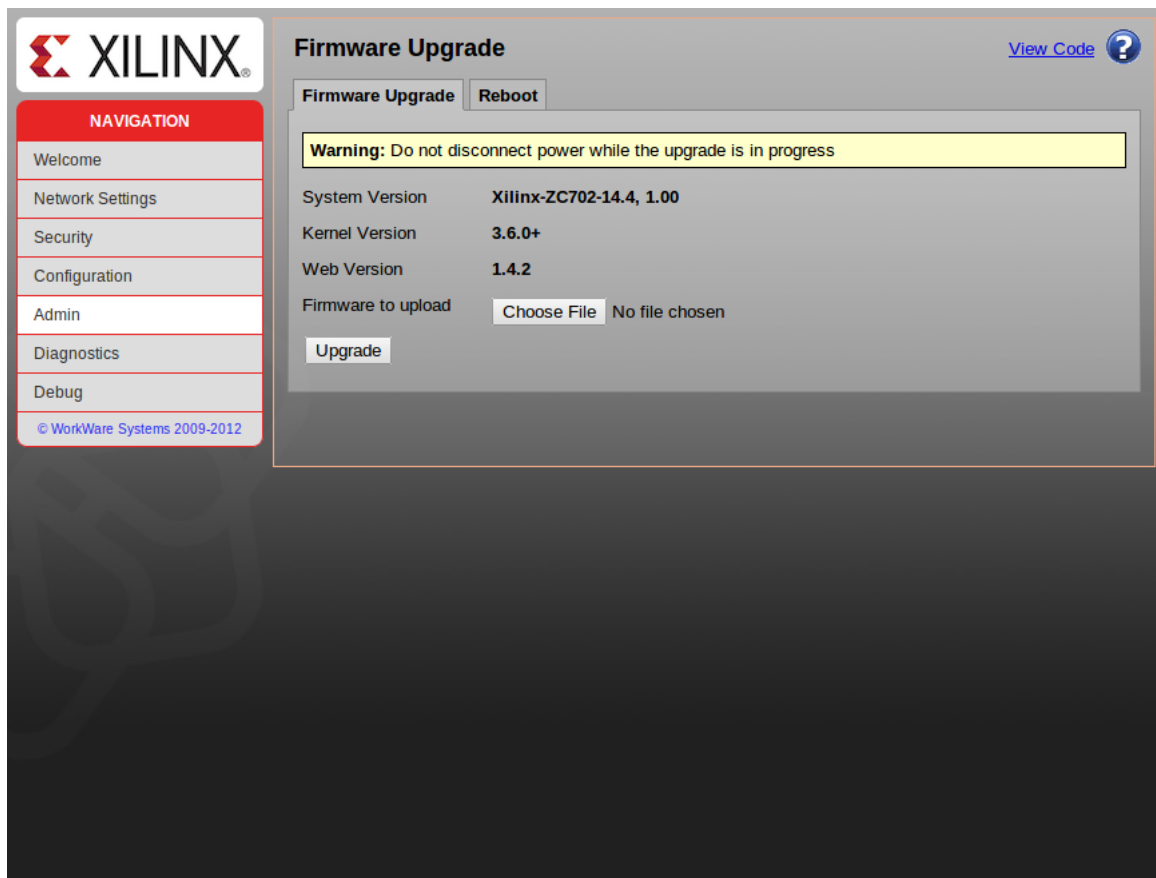 XILINX®
Firmware Upgrade
View Code ?
Firmware Upgrade Reboot
NAVIGATION
Warning: Do not disconnect power while the upgrade is in progress
Welcome
Network Settings
Security
Configuration
Admin
Diagnostics
Debug
© WorkWare Systems 2009-2012
System Version Xilinx-ZC702-14.4, 1.00
Kernel Version 3.6.0+
Web Version 1.4.2
Firmware to upload Choose File No file chosen
Upgrade